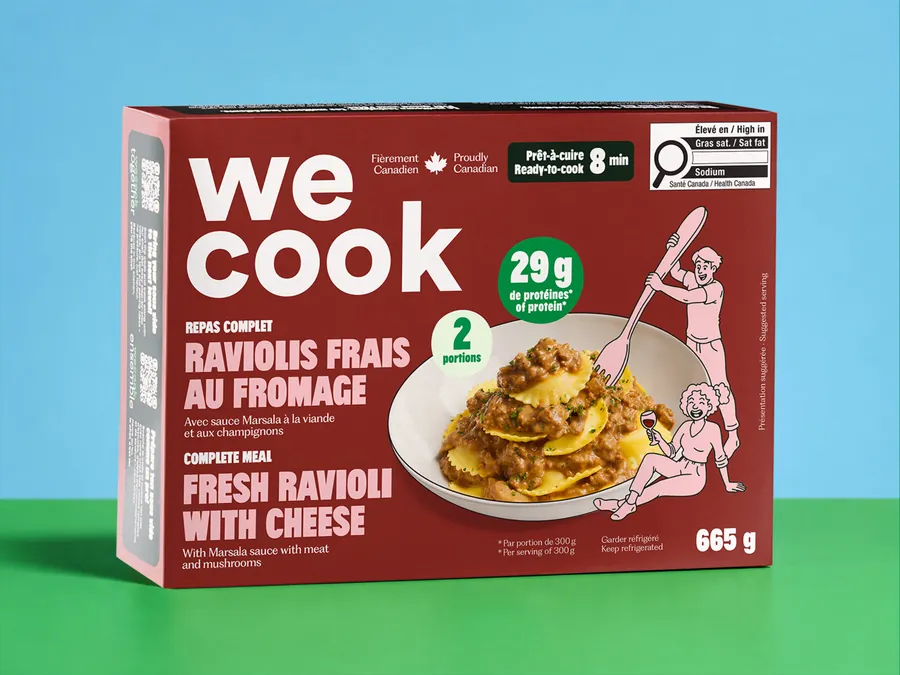 we
cook
Fièrement
Canadien
Proudly
Canadian
Prêt-à-cuire
Ready-to-cook
8 min
Élevé en / High in
Gras sat. / Sat fat
Sodium
Santé Canada / Health Canada
29 g
de protéines*
of protein*
2
portions
REPAS COMPLET
RAVIOLIS FRAIS
AU FROMAGE
Avec sauce Marsala à la viande
et aux champignons
COMPLETE MEAL
FRESH RAVIOLI
WITH CHEESE
With Marsala sauce with meat
and mushrooms
*Par portion de 300 g
*Per serving of 300 g
Garder réfrigéré
Keep refrigerated
665 g
Présentation suggérée · Suggested serving
together
ensemble